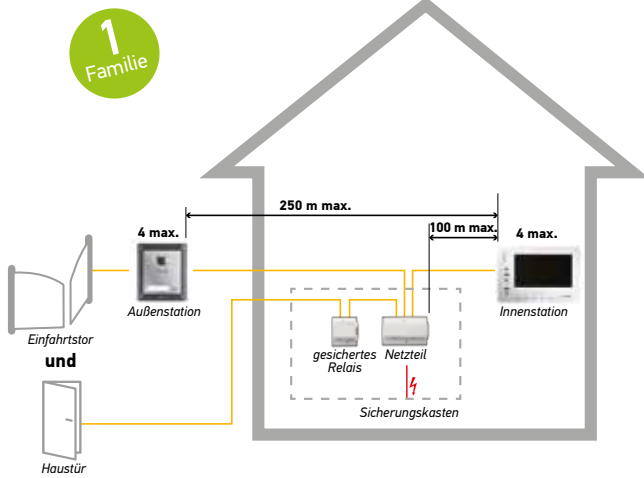 1
Familie
250 m max.
100 m max.
4 max.
4 max.
Außenstation
Innenstation
Einfahrtstor
und
gesichertes
Relais
Netzteil
Sicherungskasten
Haustür